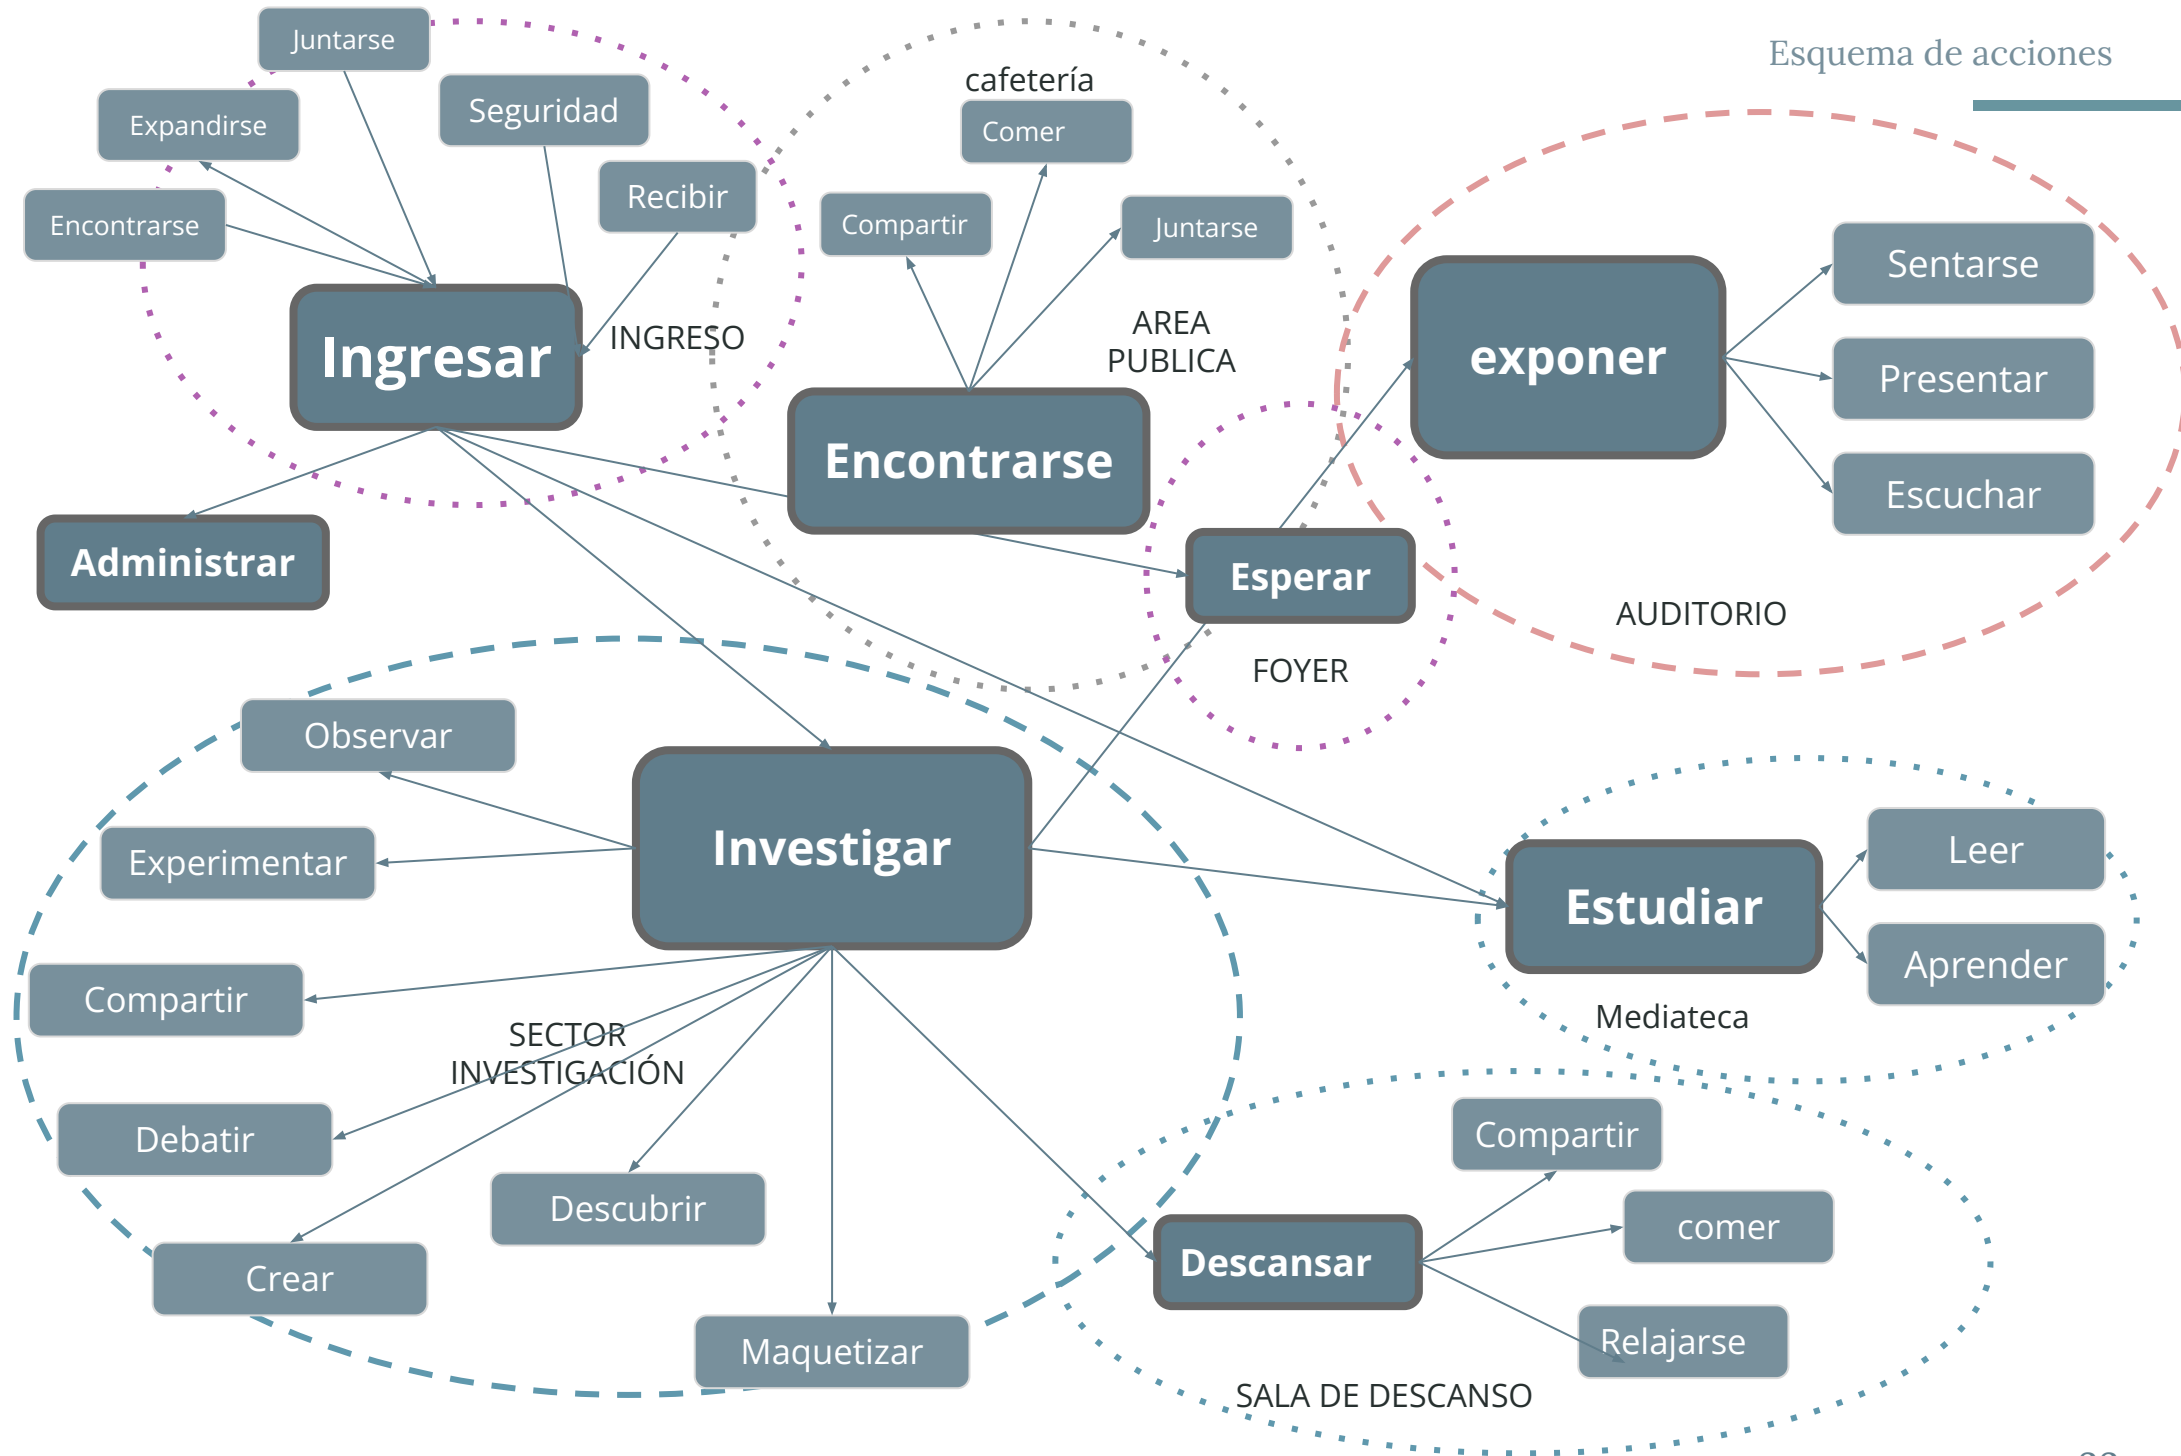 Esquema de acciones
Juntarse
Expandirse
Seguridad
Encontrarse
Recibir
Ingresar
INGRESO
Administrar
cafetería
Comer
Compartir
Juntarse
AREA
PUBLICA
Encontrarse
Esperar
FOYER
exponer
Sentarse
Presentar
Escuchar
AUDITORIO
Observar
Experimentar
Investigar
Compartir
SECTOR
INVESTIGACIÓN
Debatir
Descubrir
Crear
Maquetizar
Estudiar
Leer
Aprender
Mediateca
Compartir
comer
Descansar
Relajarse
SALA DE DESCANSO